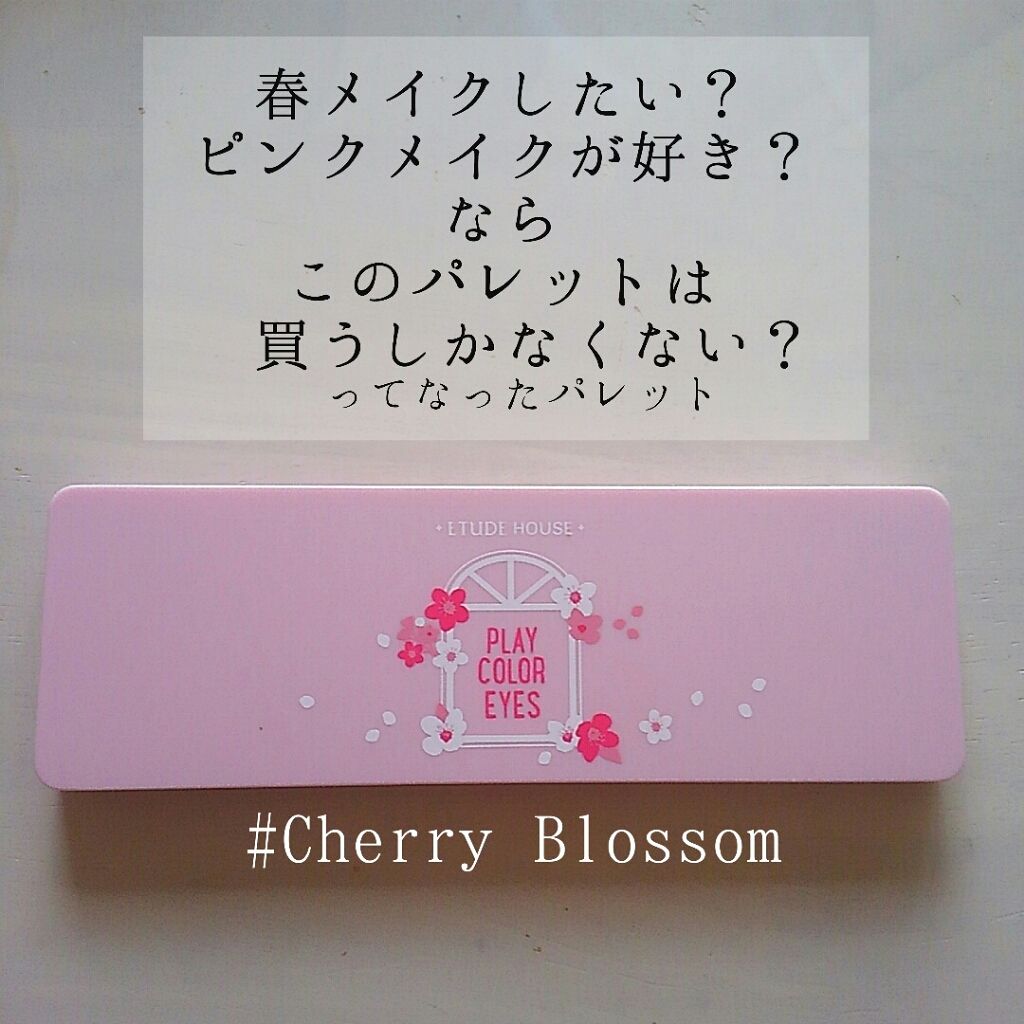 春メイクしたい？
ピンクメイクが好き？
なら
このパレットは
買うしかなくない？
ってなったパレット
ETUDE HOUSE
PLAY
COLOR
EYES
#Cherry Blossom